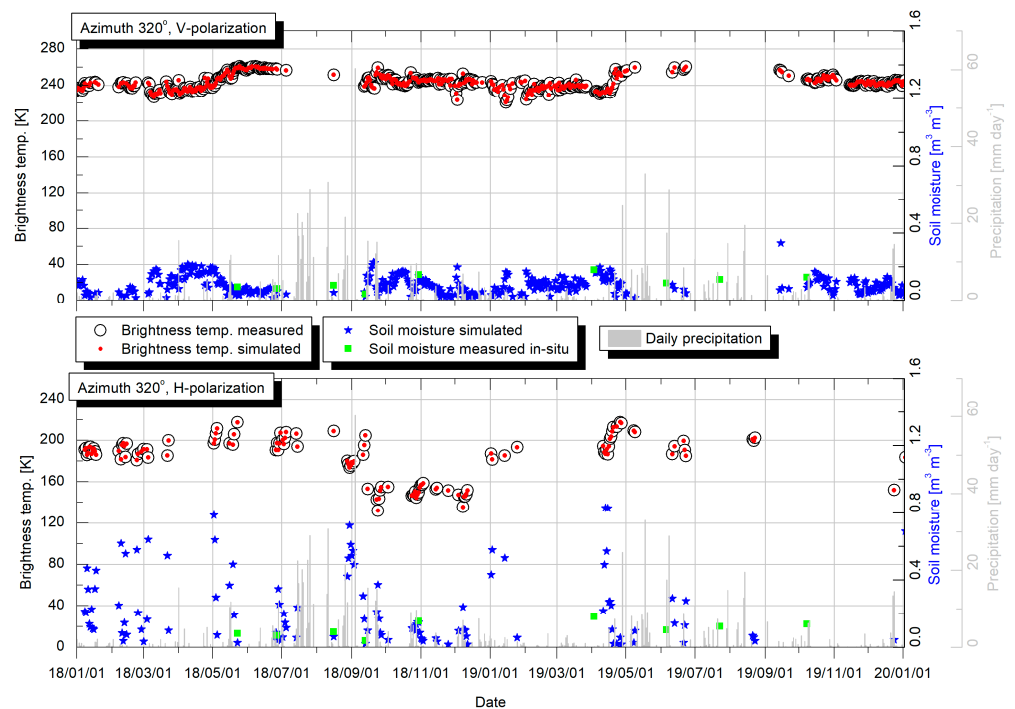 Azimuth 320°, V-polarization
280
240
200
160
120
80
40
0
Brightness temp. [K]
1.6
1.2
0.8
0.4
0.0
Soil moisture [m³ m⁻³]
60
40
20
0
Precipitation [mm day⁻¹]
Brightness temp. measured
Brightness temp. simulated
Soil moisture simulated
Soil moisture measured in-situ
Daily precipitation
Azimuth 320°, H-polarization
240
200
160
120
80
40
0
Brightness temp. [K]
1.6
1.2
0.8
0.4
0.0
Soil moisture [m³ m⁻³]
60
40
20
0
Precipitation [mm day⁻¹]
18/01/01 18/03/01 18/05/01 18/07/01 18/09/01 18/11/01 19/01/01 19/03/01 19/05/01 19/07/01 19/09/01 19/11/01 20/01/01
Date